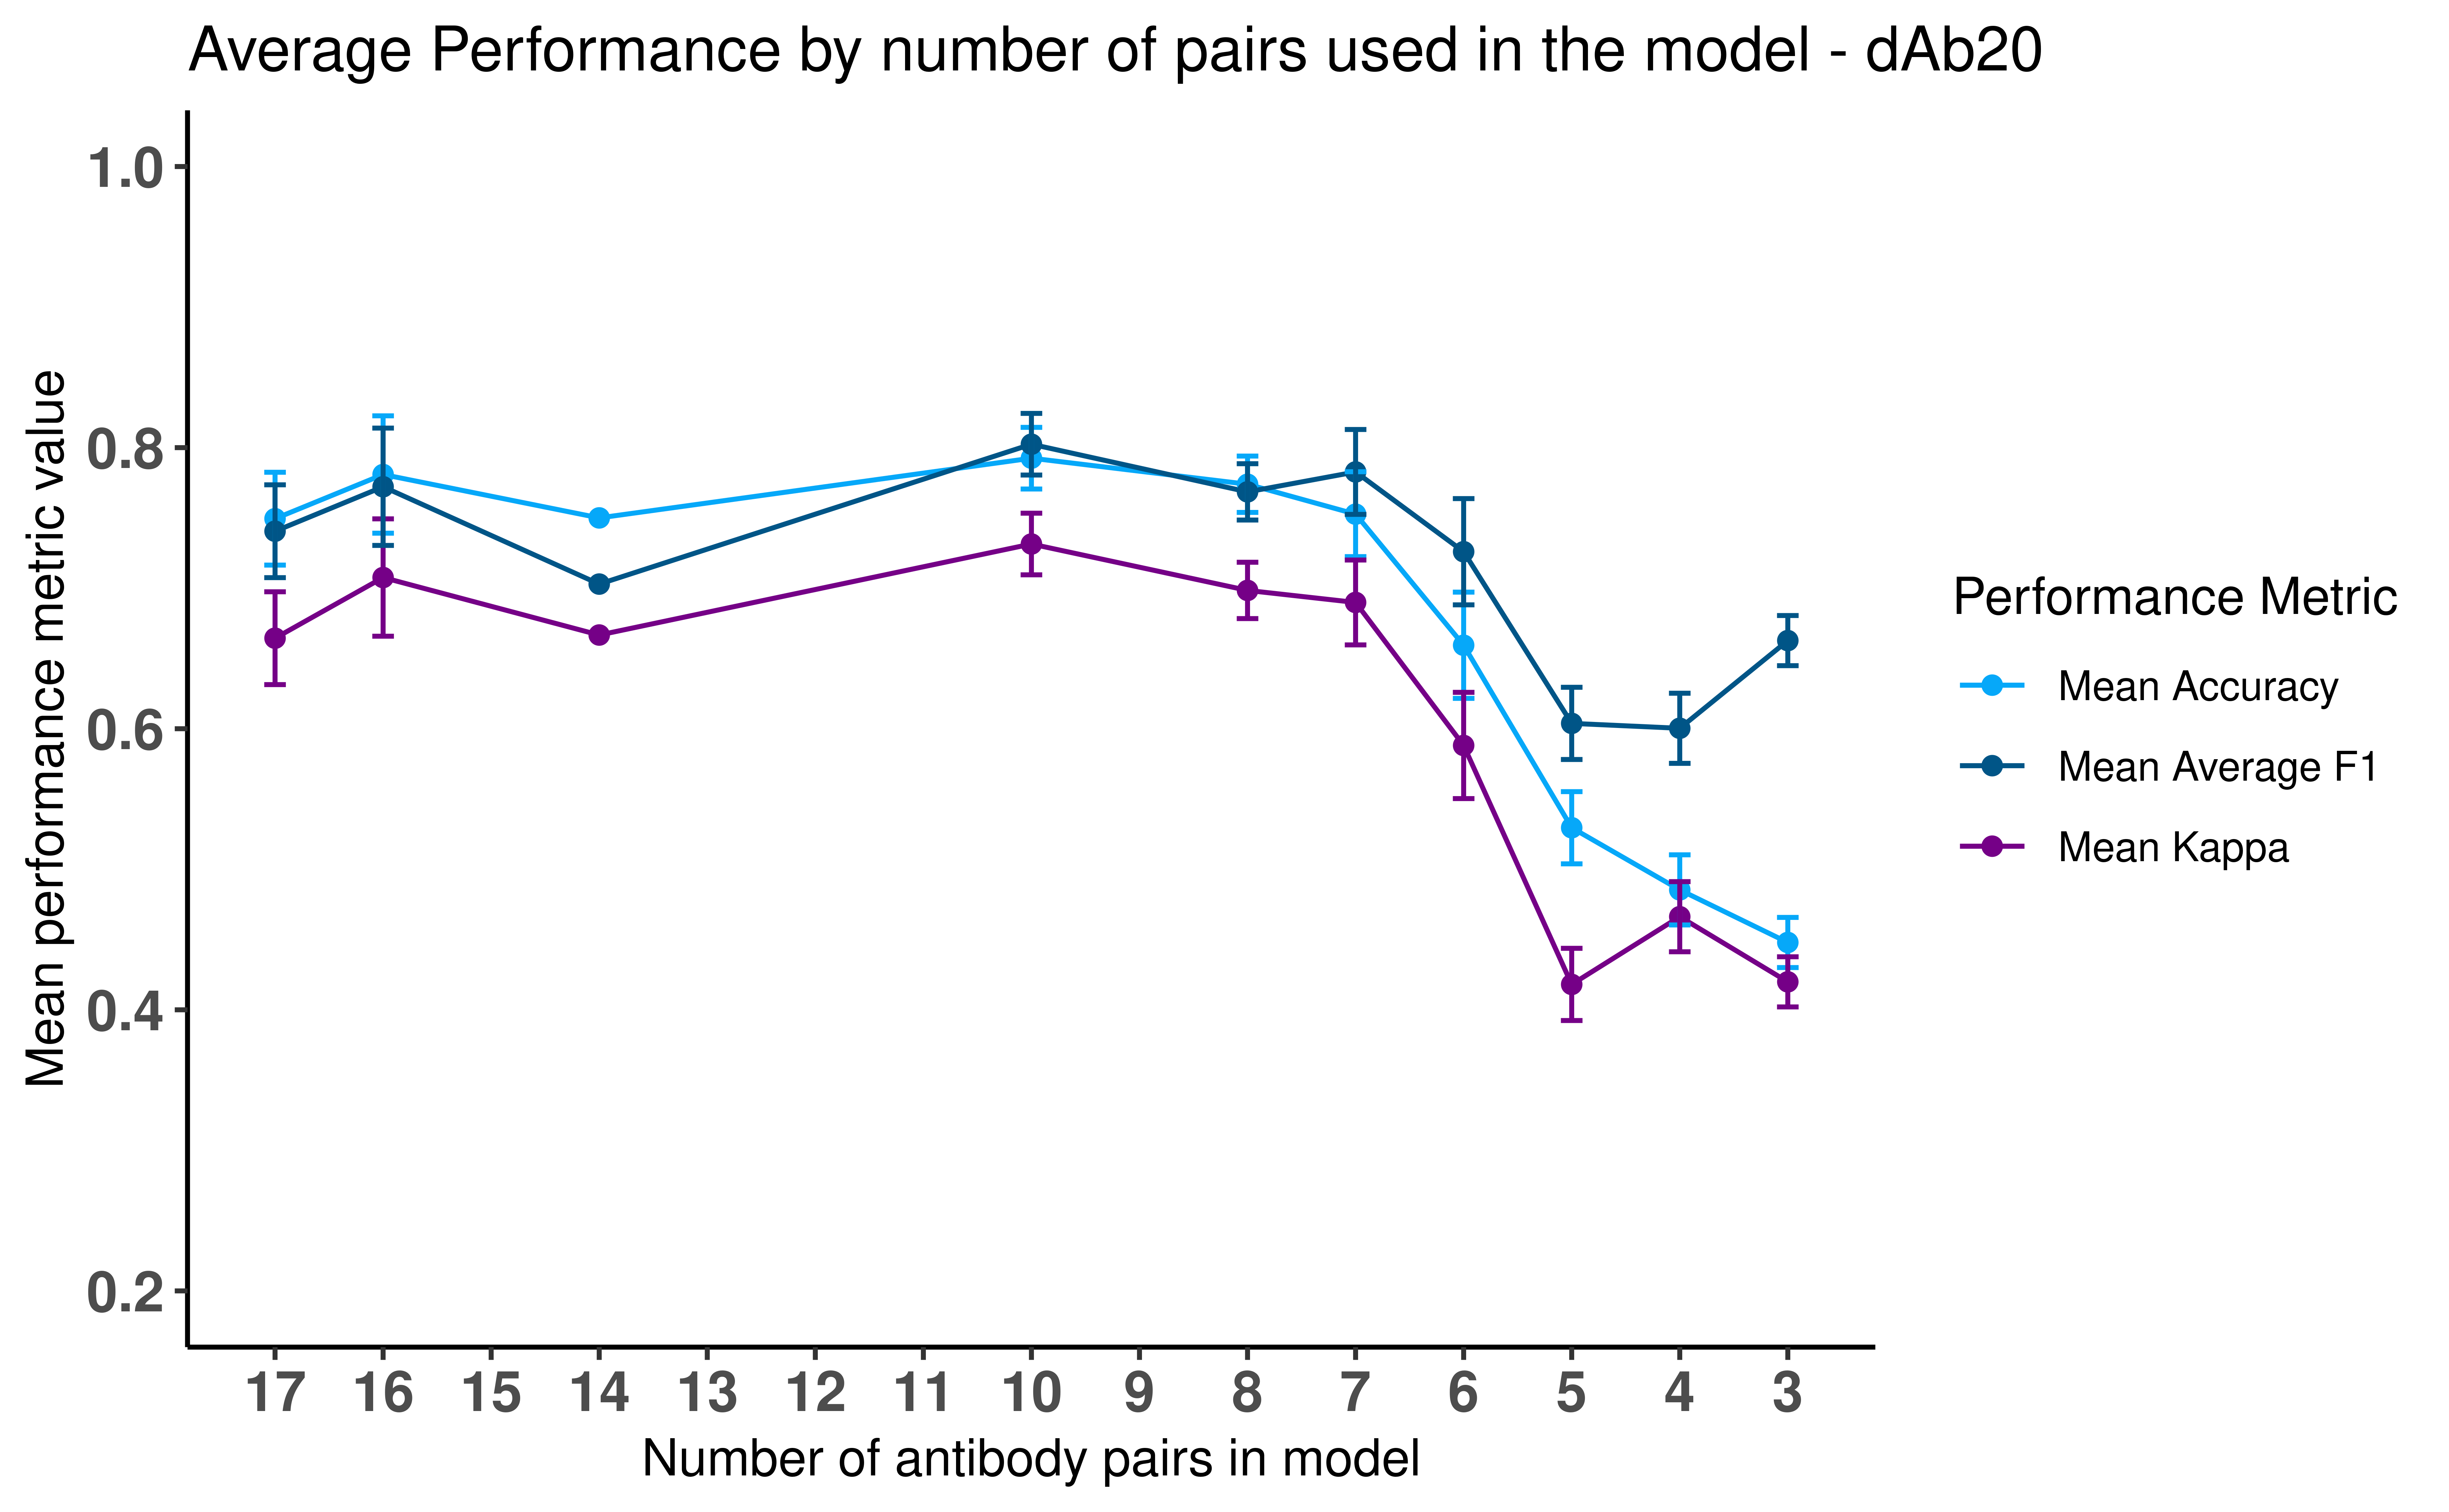 Average Performance by number of pairs used in the model - dAb20
Mean performance metric value
1.0
0.8
0.6
0.4
0.2
17 16 15 14 13 12 11 10 9 8 7 6 5 4 3
Number of antibody pairs in model
Performance Metric
Mean Accuracy
Mean Average F1
Mean Kappa